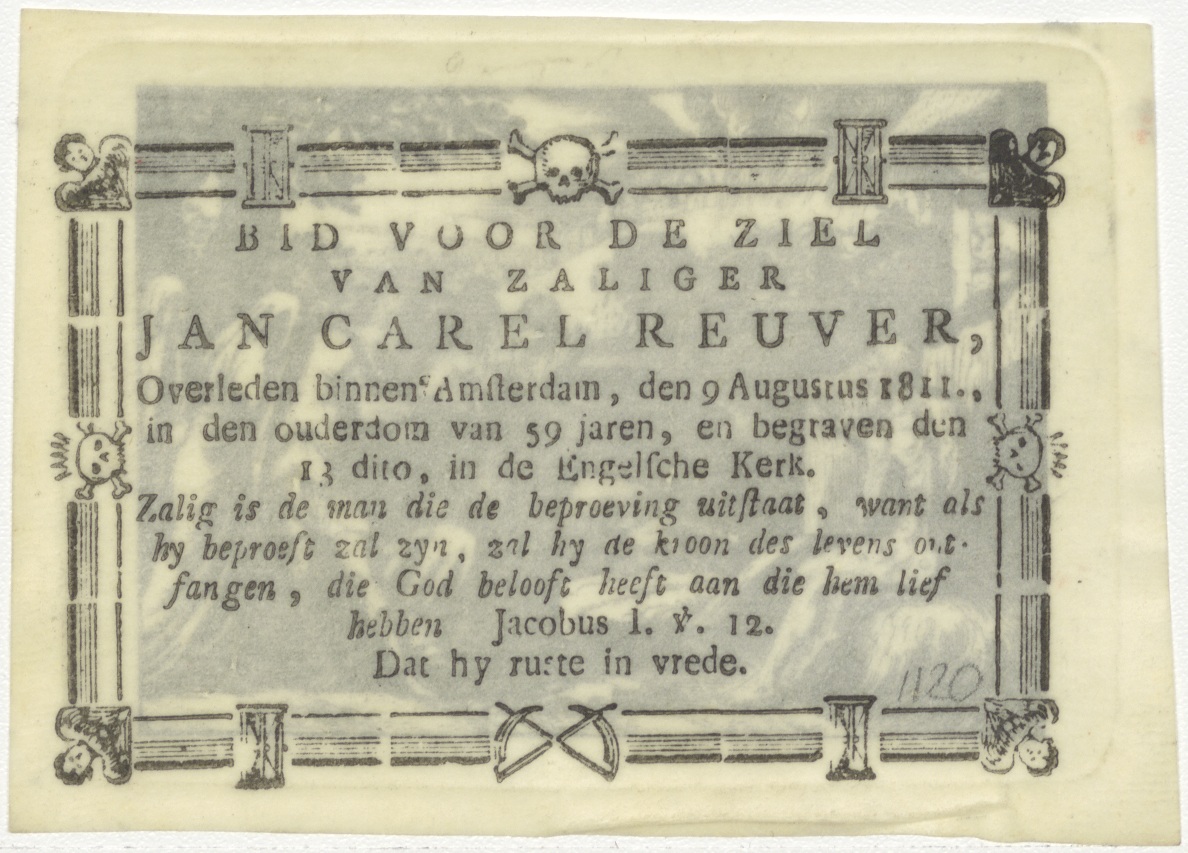 BID VOOR DE ZIEL
VAN ZALIGER
JAN CAREL REUVER,
Overleden binnen Amſterdam, den 9 Augustus 1811.,
in den ouderdom van 59 jaren, en begraven den
13 dito, in de Engelſche Kerk.
Zalig is de man die de beproeving uitſtaat, want als
hy beproeft zal zyn, zal hy de kroon des levens ont-
fangen, die God belooft heeft aan die hem lief
hebben Jacobus 1. ℣. 12.
Dat hy ruste in vrede.
1120